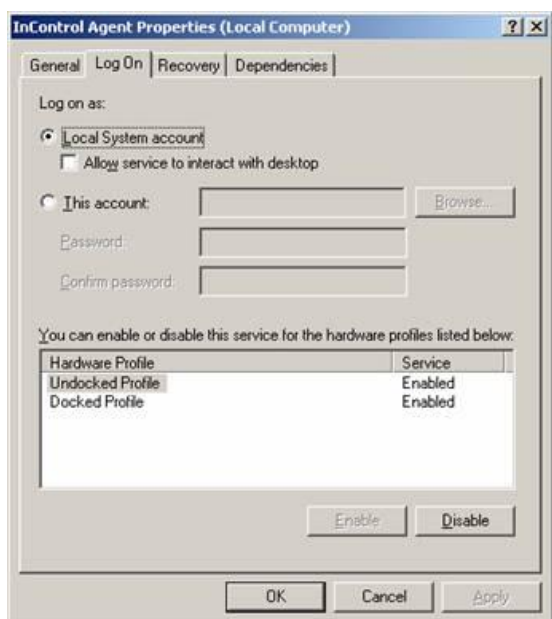 InControl Agent Properties (Local Computer)
General Log On Recovery Dependencies
Log on as:
Local System account
Allow service to interact with desktop
This account: Browse...
Password:
Confirm password:
You can enable or disable this service for the hardware profiles listed below:
Hardware Profile Service
Undocked Profile Enabled
Docked Profile Enabled
Enable Disable
OK Cancel Apply